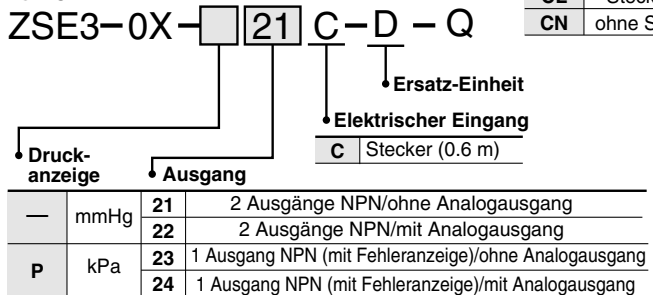 ZSE3-0X-□ 21 C-D-Q
CN ohne S
Ersatz-Einheit
Elektrischer Eingang
C Stecker (0.6 m)
Druck-
anzeige
Ausgang
— mmHg 21 2 Ausgänge NPN/ohne Analogausgang
22 2 Ausgänge NPN/mit Analogausgang
P kPa 23 1 Ausgang NPN (mit Fehleranzeige)/ohne Analogausgang
24 1 Ausgang NPN (mit Fehleranzeige)/mit Analogausgang